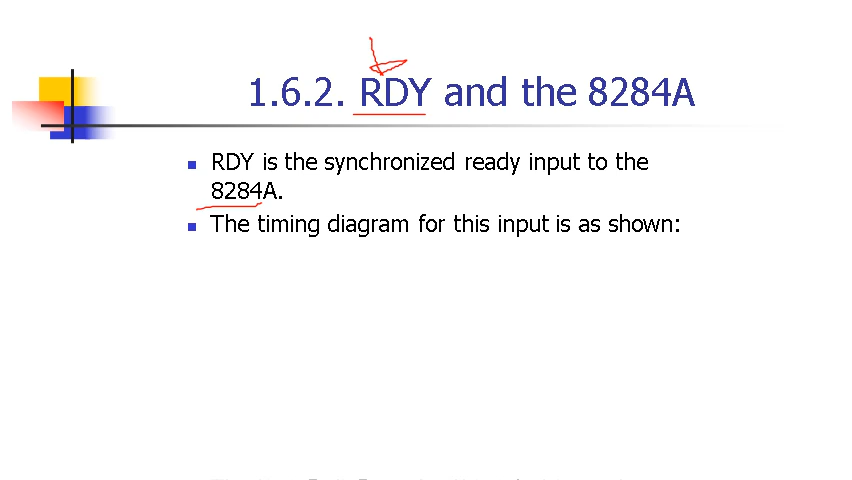 1.6.2. RDY and the 8284A
RDY is the synchronized ready input to the
8284A.
The timing diagram for this input is as shown: